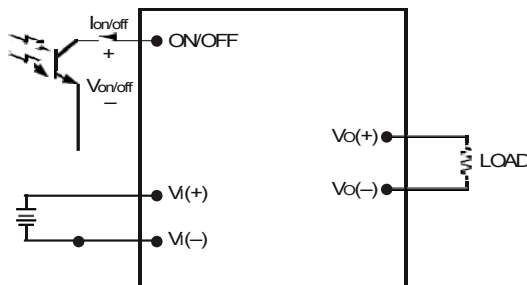 Ion/off
+
ON/OFF
Von/off
–
VO(+)
LOAD
VO(–)
VI(+)
VI(–)